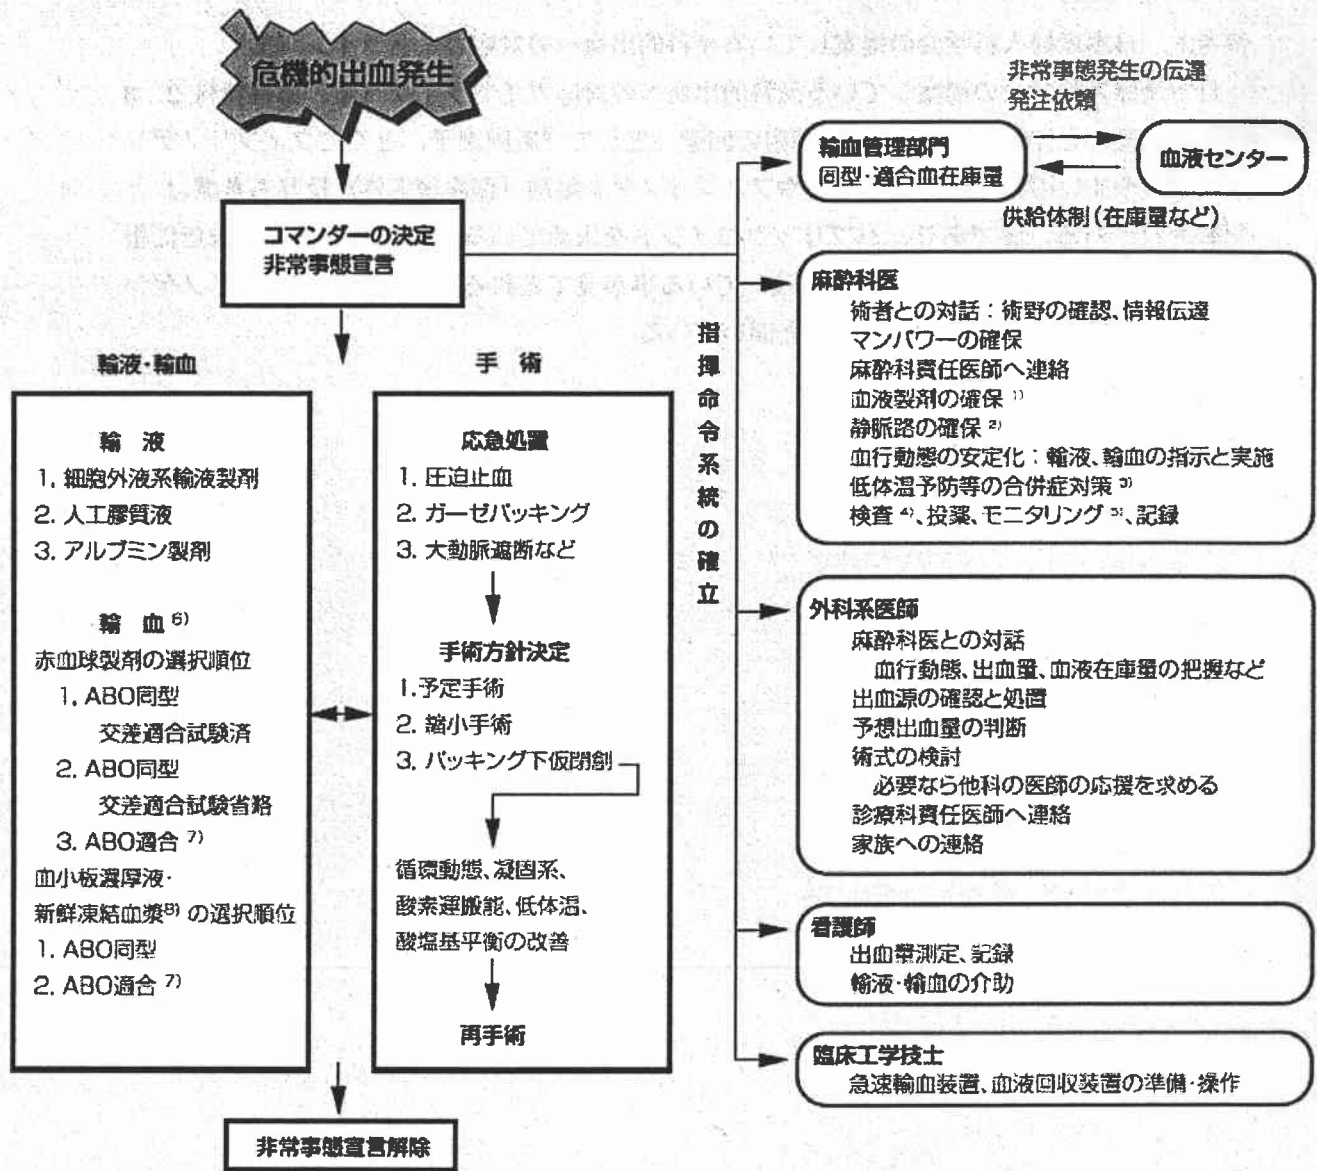 危機的出血発生
コマンダーの決定
非常事態宣言
輸液・輸血
輸 液
1. 細胞外液系輸液製剤
2. 人工膠質液
3. アルブミン製剤
輸 血 6)
赤血球製剤の選択順位
1. ABO同型
交差適合試験済
2. ABO同型
交差適合試験省略
3. ABO適合 7)
血小板濃厚液・
新鮮凍結血漿8) の選択順位
1. ABO同型
2. ABO適合 7)
手 術
応急処置
1. 圧迫止血
2. ガーゼパッキング
3. 大動脈遮断など
手術方針決定
1.予定手術
2. 縮小手術
3. パッキング下仮閉創
循環動態、凝固系、
酸素運搬能、低体温、
酸塩基平衡の改善
再手術
非常事態宣言解除
指揮命令系統の確立
輸血管理部門
同型・適合血在庫量
非常事態発生の伝達
発注依頼
血液センター
供給体制(在庫量など)
麻酔科医
術者との対話:術野の確認、情報伝達
マンパワーの確保
麻酔科責任医師へ連絡
血液製剤の確保 1)
静脈路の確保 2)
血行動態の安定化:輸液、輸血の指示と実施
低体温予防等の合併症対策 3)
検査 4)、投薬、モニタリング 5)、記録
外科系医師
麻酔科医との対話
血行動態、出血量、血液在庫量の把握など
出血源の確認と処置
予想出血量の判断
術式の検討
必要なら他科の医師の応援を求める
診療科責任医師へ連絡
家族への連絡
看護師
出血量測定、記録
輸液・輸血の介助
臨床工学技士
急速輸血装置、血液回収装置の準備・操作